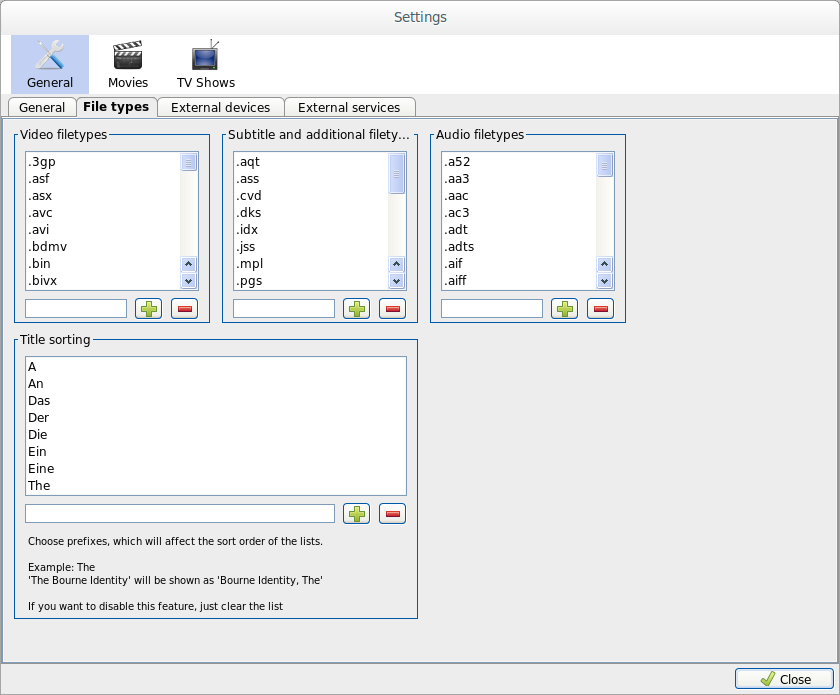 Settings
General
Movies
TV Shows
General
File types
External devices
External services
Video filetypes
.3gp
.asf
.asx
.avc
.avi
.bdmv
.bin
.bivx
Subtitle and additional filety...
.aqt
.ass
.cvd
.dks
.idx
.jss
.mpl
.pgs
Audio filetypes
.a52
.aa3
.aac
.ac3
.adt
.adts
.aif
.aiff
Title sorting
A
An
Das
Der
Die
Ein
Eine
The
Choose prefixes, which will affect the sort order of the lists.
Example: The
'The Bourne Identity' will be shown as 'Bourne Identity, The'
If you want to disable this feature, just clear the list
Close